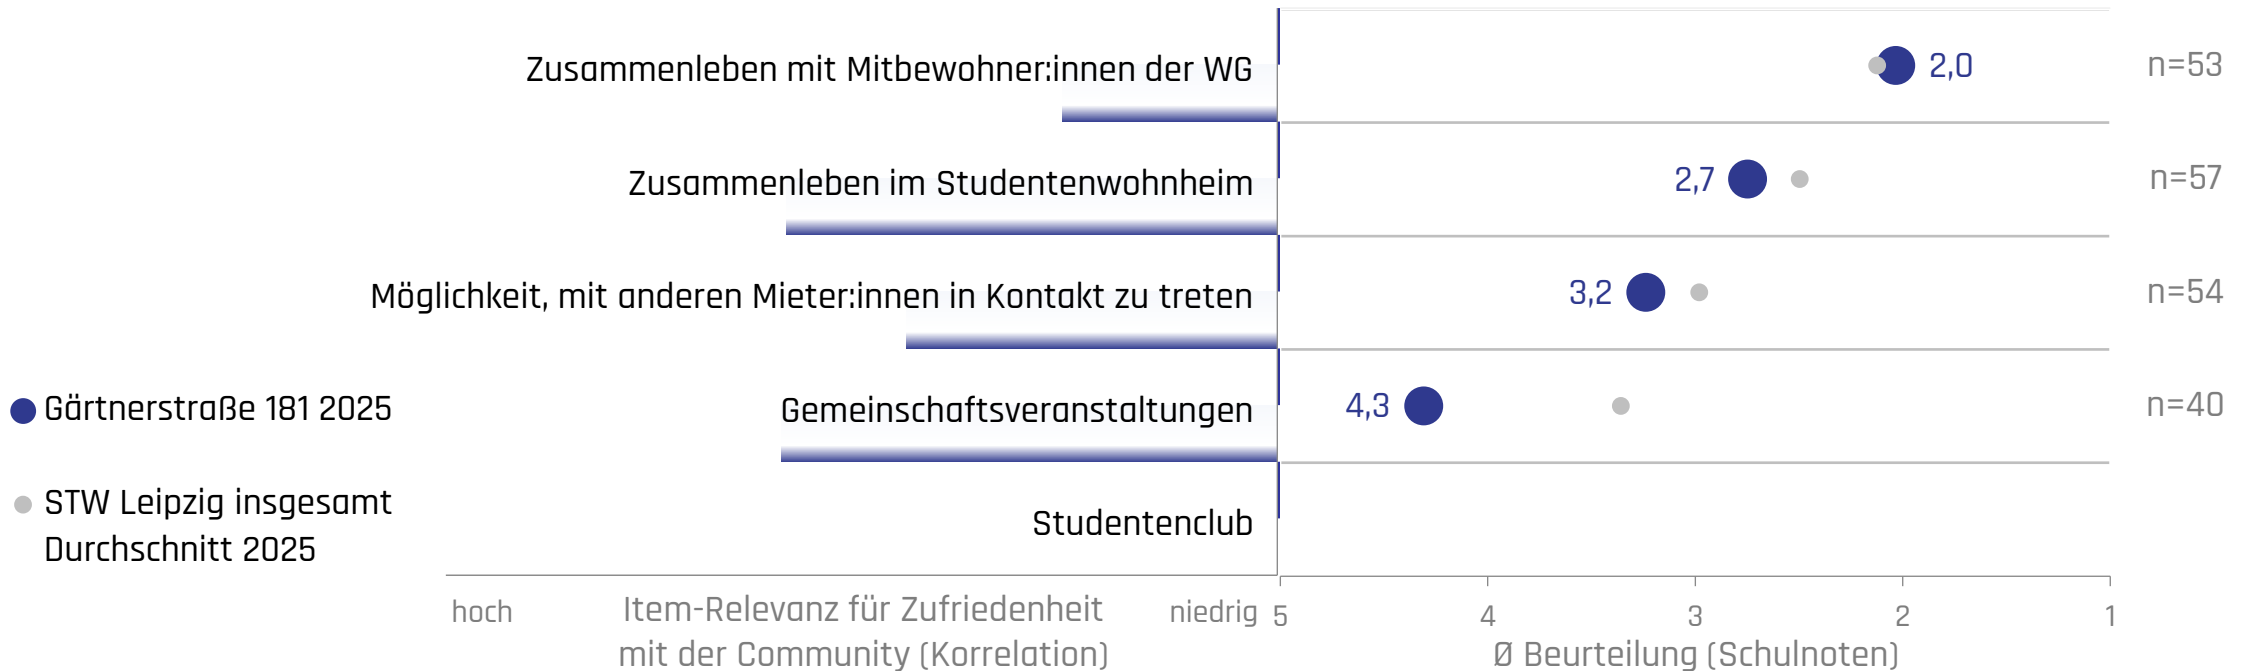 Zusammenleben mit Mitbewohner:innen der WG
2,0
n=53
Zusammenleben im Studentenwohnheim
2,7
n=57
Möglichkeit, mit anderen Mieter:innen in Kontakt zu treten
3,2
n=54
Gärtnerstraße 181 2025
Gemeinschaftsveranstaltungen
4,3
n=40
STW Leipzig insgesamt
Durchschnitt 2025
Studentenclub
hoch
Item-Relevanz für Zufriedenheit
mit der Community (Korrelation)
niedrig
5
4
3
2
1
Ø Beurteilung (Schulnoten)